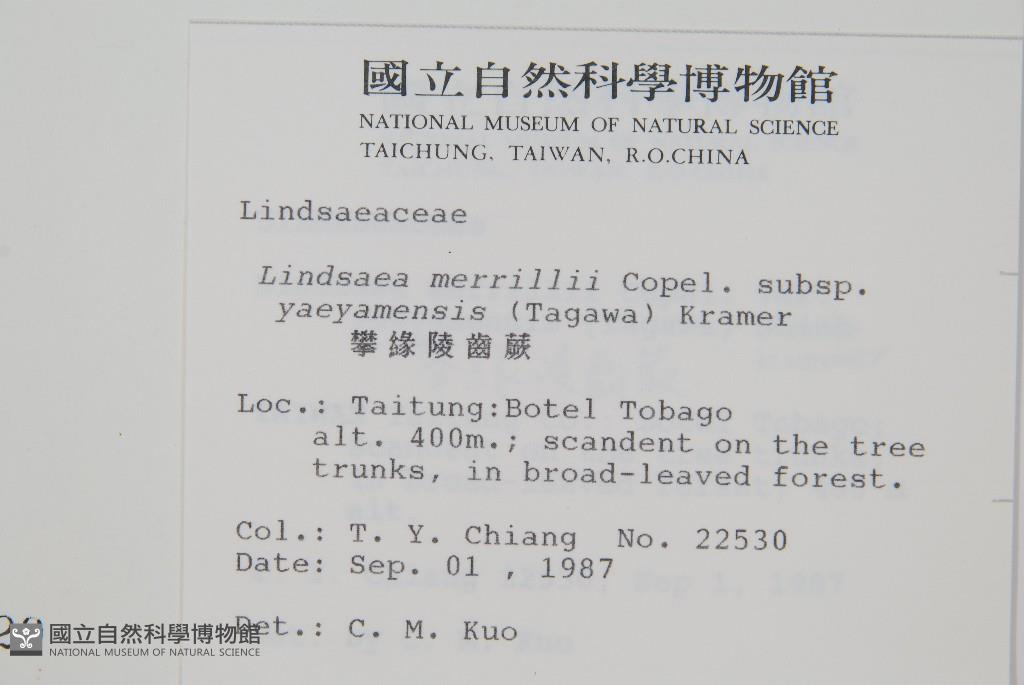 國立自然科學博物館
NATIONAL MUSEUM OF NATURAL SCIENCE
TAICHUNG, TAIWAN, R.O.CHINA
Lindsaeaceae
Lindsaea merrillii Copel. subsp.
yaeyamensis (Tagawa) Kramer
攀緣陵齒蕨
Loc.: Taitung:Botel Tobago
alt. 400m.; scandent on the tree
trunks, in broad-leaved forest.
Col.: T. Y. Chiang No. 22530
Date: Sep. 01 , 1987
Det.: C. M. Kuo
國立自然科學博物館
NATIONAL MUSEUM OF NATURAL SCIENCE